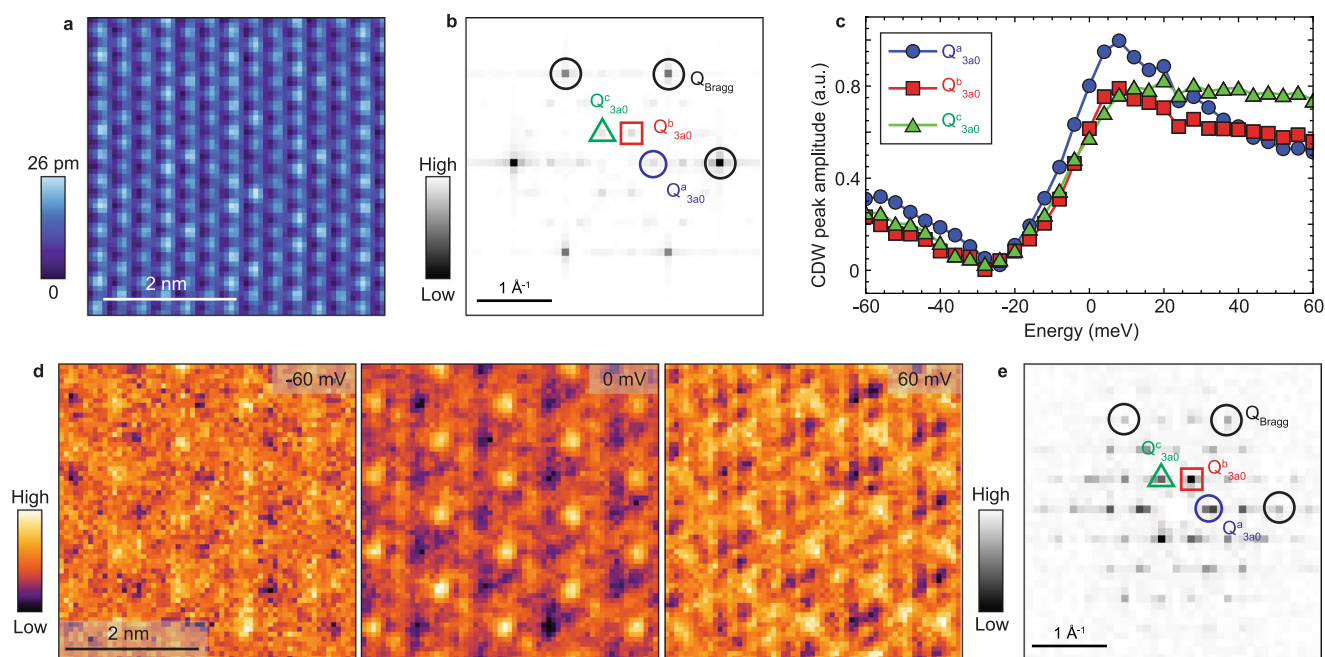 a
26 pm
0
2 nm
b
Q_Bragg
Q^c_3a0
Q^b_3a0
Q^a_3a0
High
Low
1 Å⁻¹
c
CDW peak amplitude (a.u.)
0.8
0.4
0
Q^a_3a0
Q^b_3a0
Q^c_3a0
-60 -40 -20 0 20 40 60
Energy (meV)
d
-60 mV
0 mV
60 mV
High
Low
2 nm
e
Q_Bragg
Q^c_3a0
Q^b_3a0
Q^a_3a0
High
Low
1 Å⁻¹